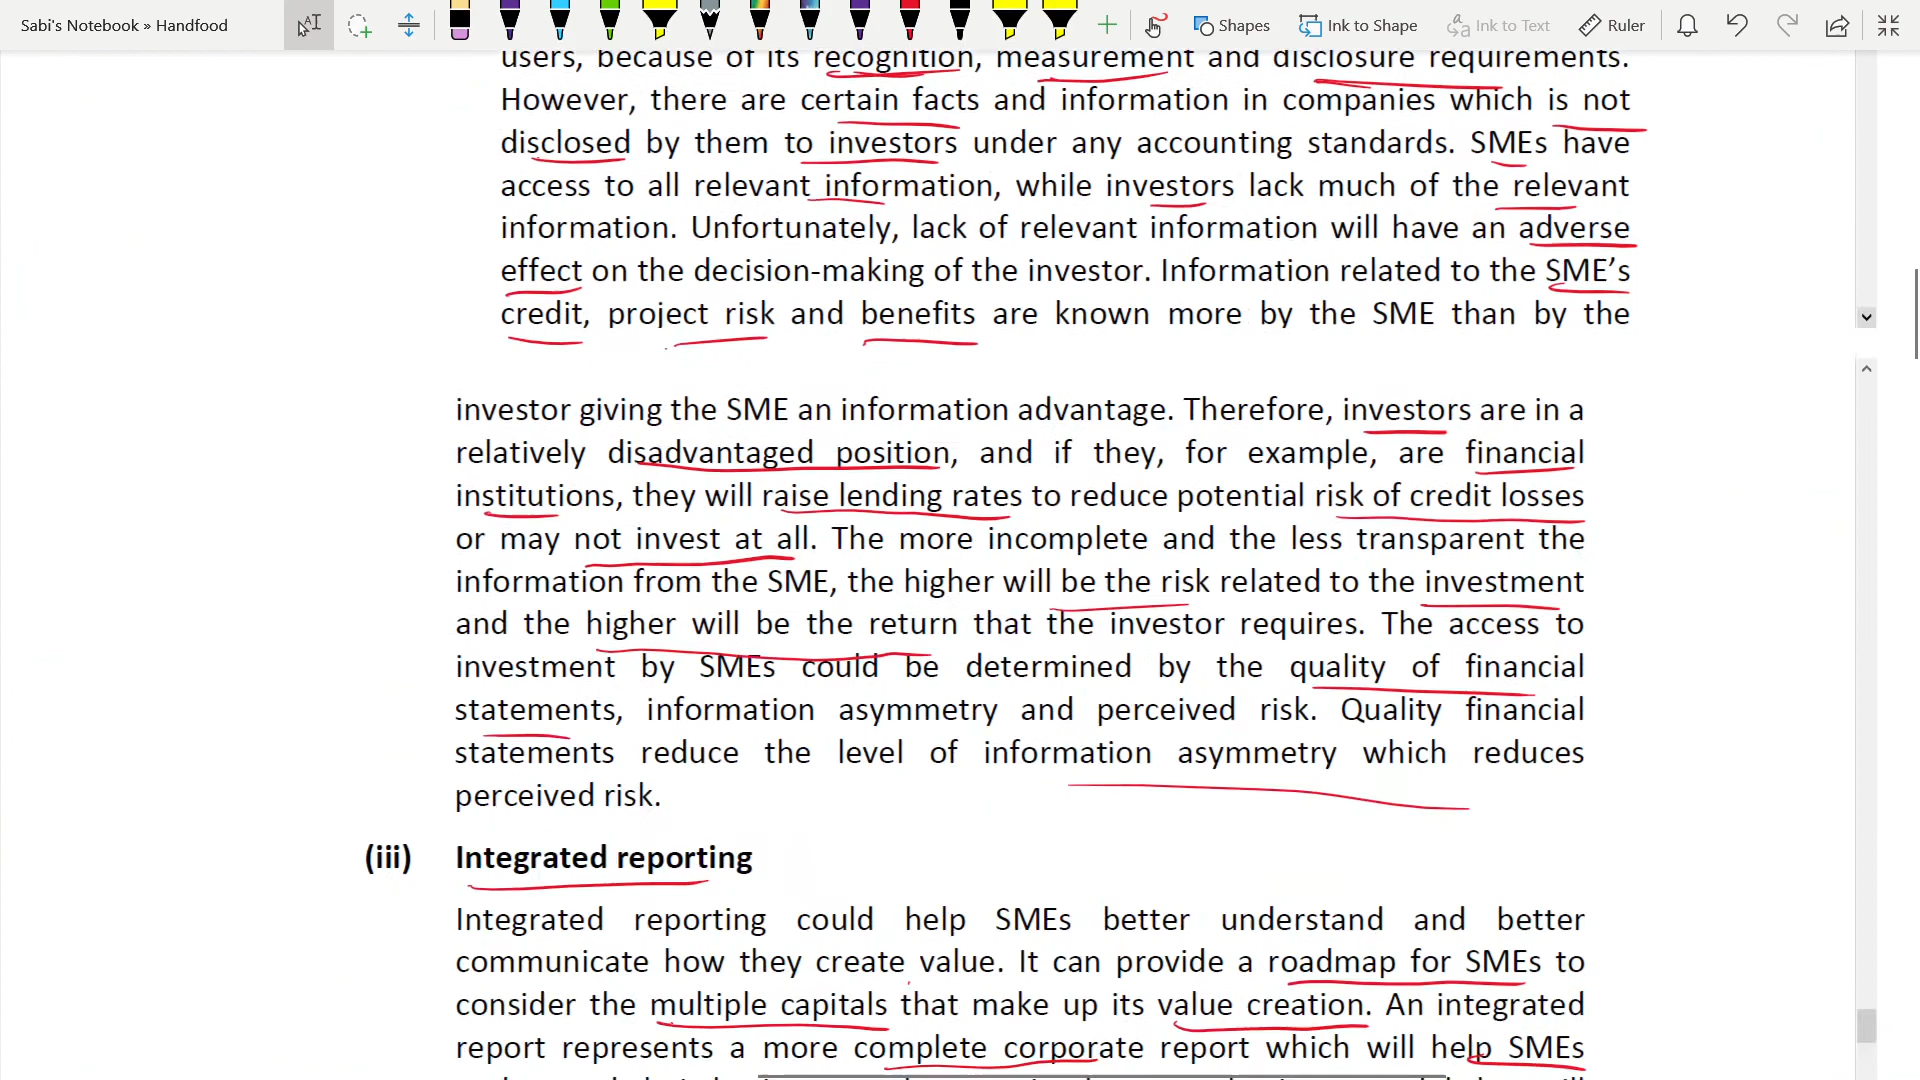 Sabi's Notebook » Handfood
Shapes
Ink to Shape
Ink to Text
Ruler
users, because of its recognition, measurement and disclosure requirements.
However, there are certain facts and information in companies which is not
disclosed by them to investors under any accounting standards. SMEs have
access to all relevant information, while investors lack much of the relevant
information. Unfortunately, lack of relevant information will have an adverse
effect on the decision-making of the investor. Information related to the SME's
credit, project risk and benefits are known more by the SME than by the
investor giving the SME an information advantage. Therefore, investors are in a
relatively disadvantaged position, and if they, for example, are financial
institutions, they will raise lending rates to reduce potential risk of credit losses
or may not invest at all. The more incomplete and the less transparent the
information from the SME, the higher will be the risk related to the investment
and the higher will be the return that the investor requires. The access to
investment by SMEs could be determined by the quality of financial
statements, information asymmetry and perceived risk. Quality financial
statements reduce the level of information asymmetry which reduces
perceived risk.
(iii) Integrated reporting
Integrated reporting could help SMEs better understand and better
communicate how they create value. It can provide a roadmap for SMEs to
consider the multiple capitals that make up its value creation. An integrated
report represents a more complete corporate report which will help SMEs